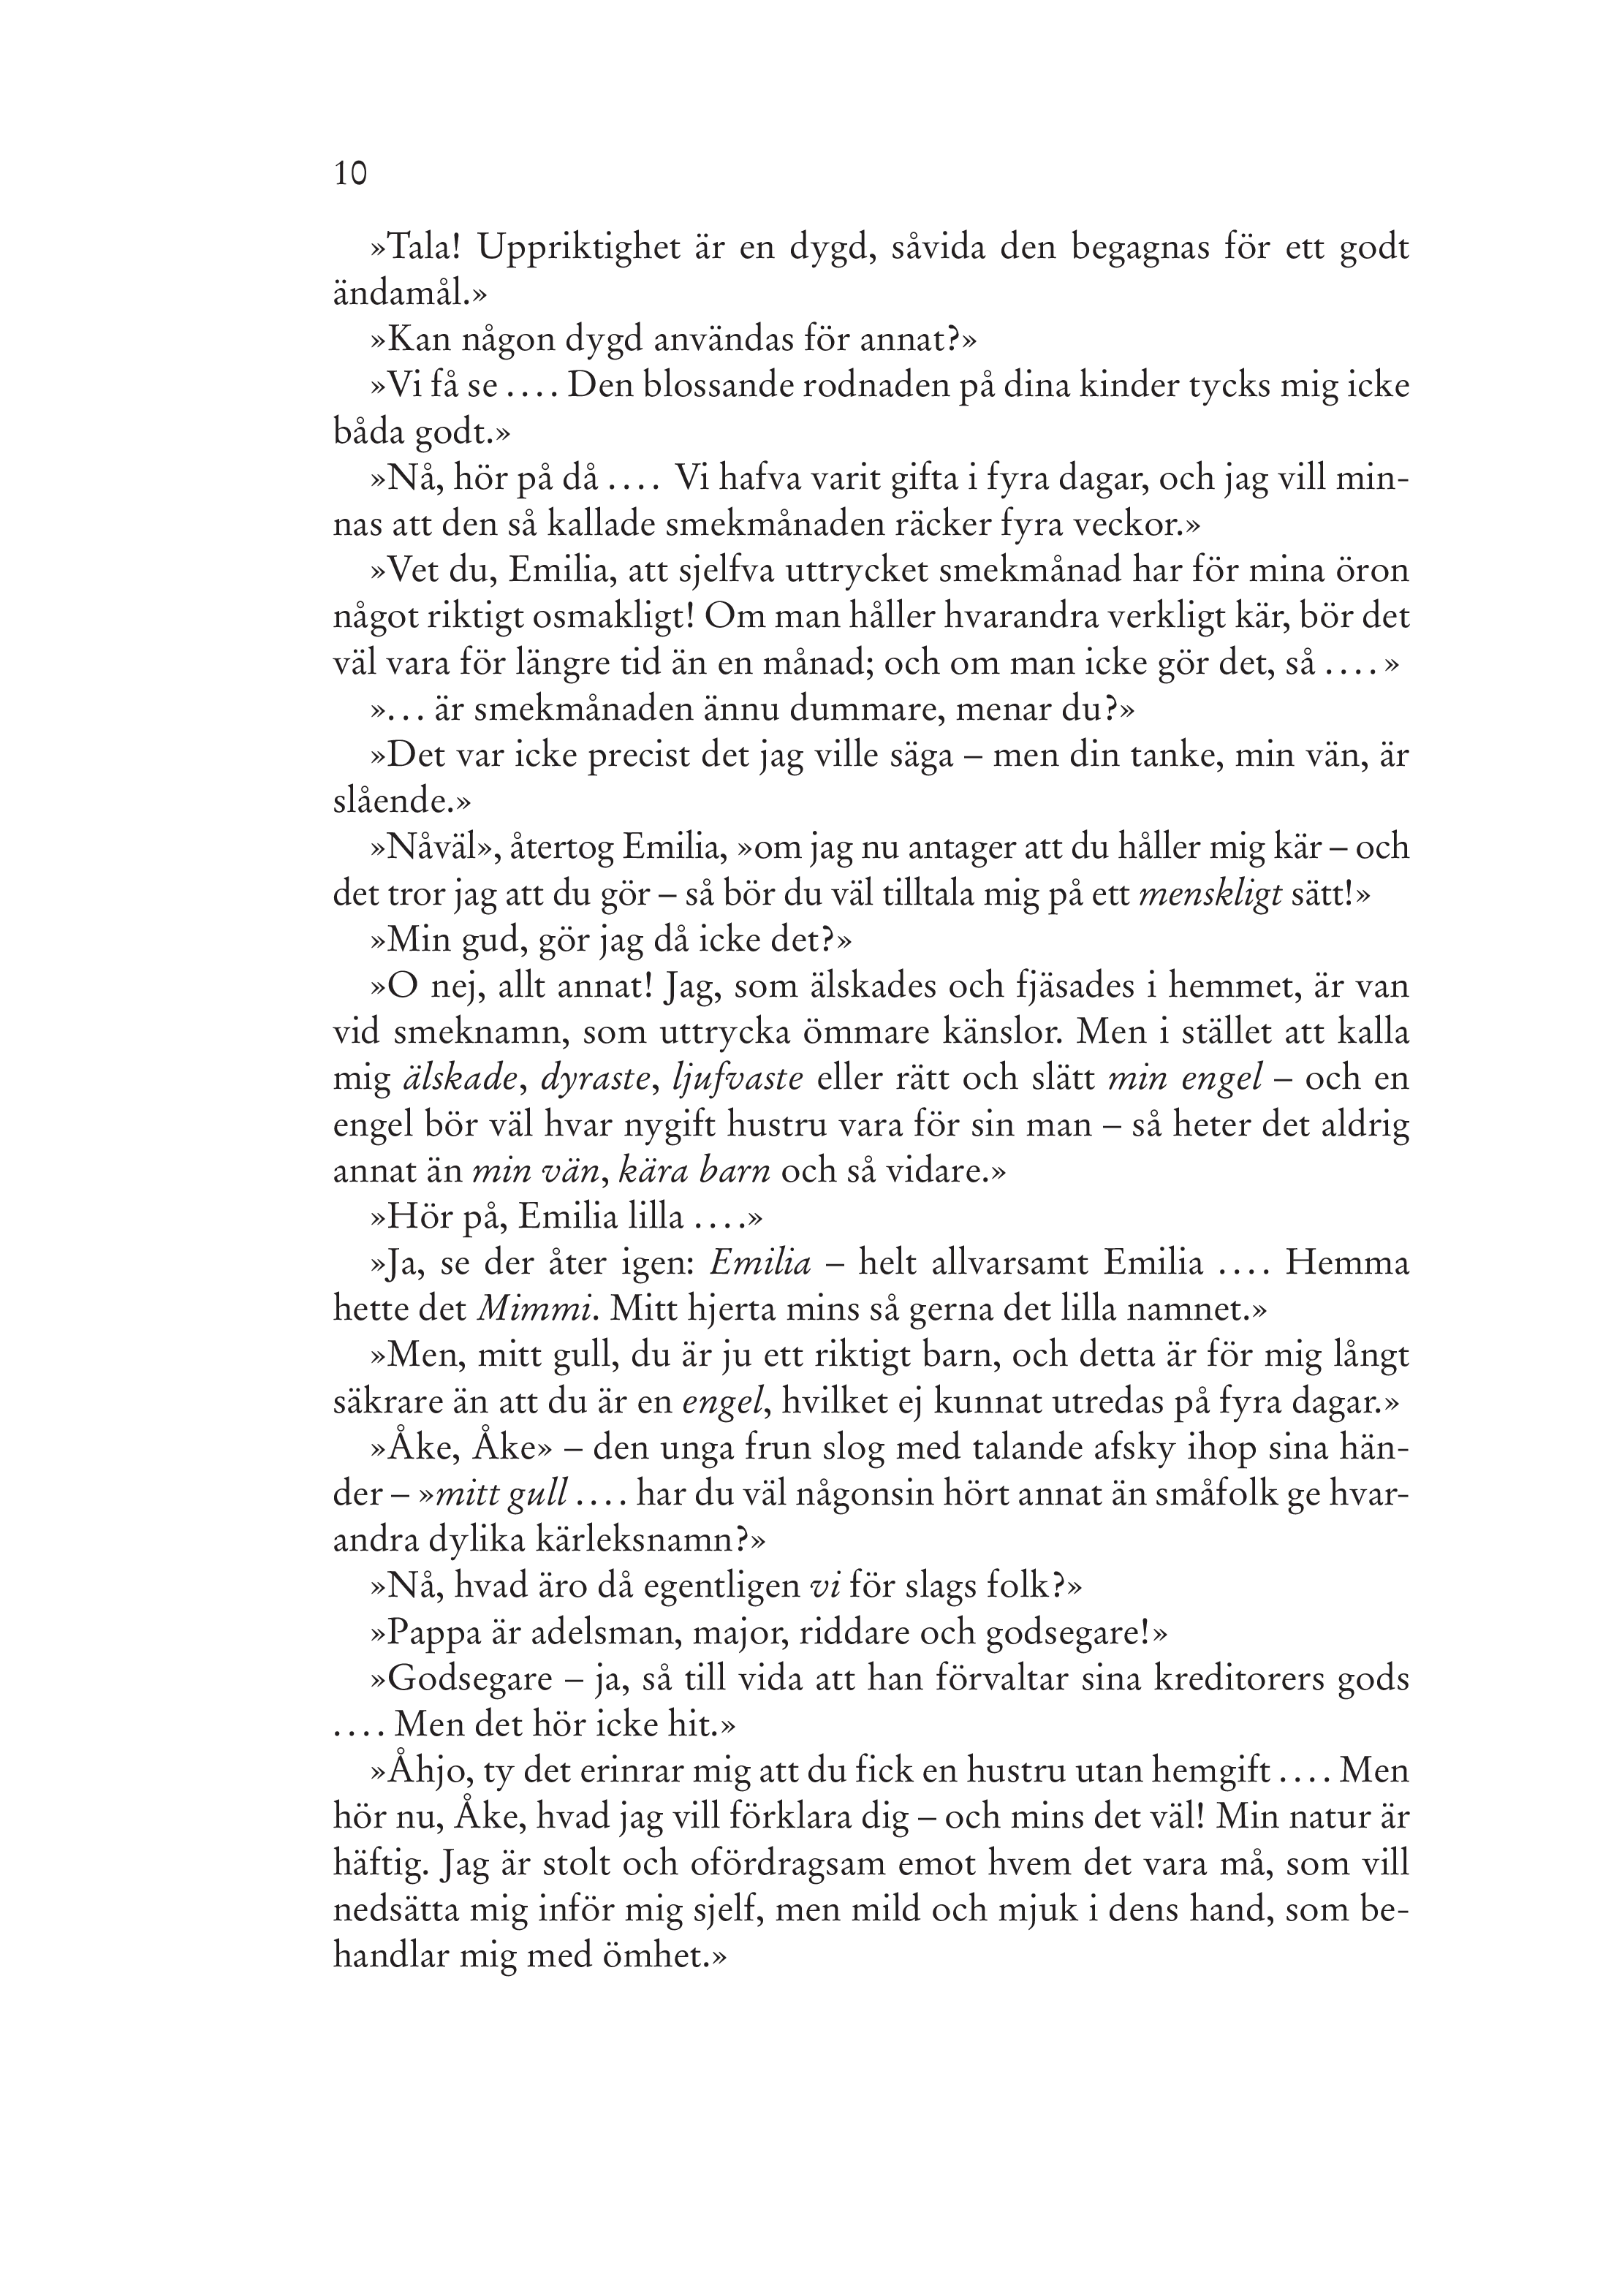 10
»Tala! Uppriktighet är en dygd, såvida den begagnas för ett godt
ändamål.»
»Kan någon dygd användas för annat?»
»Vi få se .... Den blossande rodnaden på dina kinder tycks mig icke
båda godt.»
»Nå, hör på då .... Vi hafva varit gifta i fyra dagar, och jag vill min-
nas att den så kallade smekmånaden räcker fyra veckor.»
»Vet du, Emilia, att sjelfva uttrycket smekmånad har för mina öron
något riktigt osmakligt! Om man håller hvarandra verkligt kär, bör det
väl vara för längre tid än en månad; och om man icke gör det, så ....»
»... är smekmånaden ännu dummare, menar du?»
»Det var icke precist det jag ville säga – men din tanke, min vän, är
slående.»
»Nåväl», återtog Emilia, »om jag nu antager att du håller mig kär – och
det tror jag att du gör – så bör du väl tilltala mig på ett menskligt sätt!»
»Min gud, gör jag då icke det?»
»O nej, allt annat! Jag, som älskades och fjäsades i hemmet, är van
vid smeknamn, som uttrycka ömmare känslor. Men i stället att kalla
mig älskade, dyraste, ljufvaste eller rätt och slätt min engel – och en
engel bör väl hvar nygift hustru vara för sin man – så heter det aldrig
annat än min vän, kära barn och så vidare.»
»Hör på, Emilia lilla ....»
»Ja, se der åter igen: Emilia – helt allvarsamt Emilia .... Hemma
hette det Mimmi. Mitt hjerta mins så gerna det lilla namnet.»
»Men, mitt gull, du är ju ett riktigt barn, och detta är för mig långt
säkrare än att du är en engel, hvilket ej kunnat utredas på fyra dagar.»
»Åke, Åke» – den unga frun slog med talande afsky ihop sina hän-
der – »mitt gull .... har du väl någonsin hört annat än småfolk ge hvar-
andra dylika kärleksnamn?»
»Nå, hvad äro då egentligen vi för slags folk?»
»Pappa är adelsman, major, riddare och godsegare!»
»Godsegare – ja, så till vida att han förvaltar sina kreditorers gods
.... Men det hör icke hit.»
»Åhjo, ty det erinrar mig att du fick en hustru utan hemgift .... Men
hör nu, Åke, hvad jag vill förklara dig – och mins det väl! Min natur är
häftig. Jag är stolt och ofördragsam emot hvem det vara må, som vill
nedsätta mig inför mig sjelf, men mild och mjuk i dens hand, som be-
handlar mig med ömhet.»